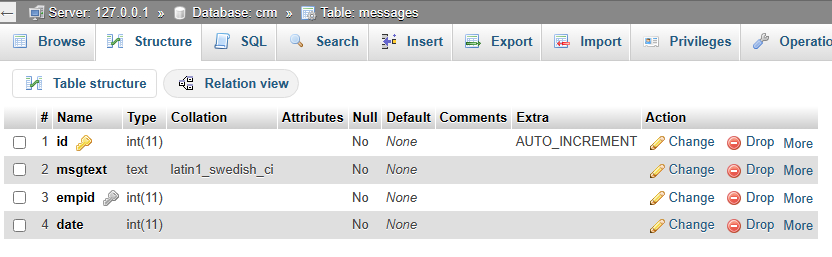 Server: 127.0.0.1 » Database: crm » Table: messages
Browse Structure SQL Search Insert Export Import Privileges Operatio
Table structure Relation view
# Name Type Collation Attributes Null Default Comments Extra Action
1 id int(11) No None AUTO_INCREMENT Change Drop More
2 msgtext text latin1_swedish_ci No None Change Drop More
3 empid int(11) No None Change Drop More
4 date int(11) No None Change Drop More